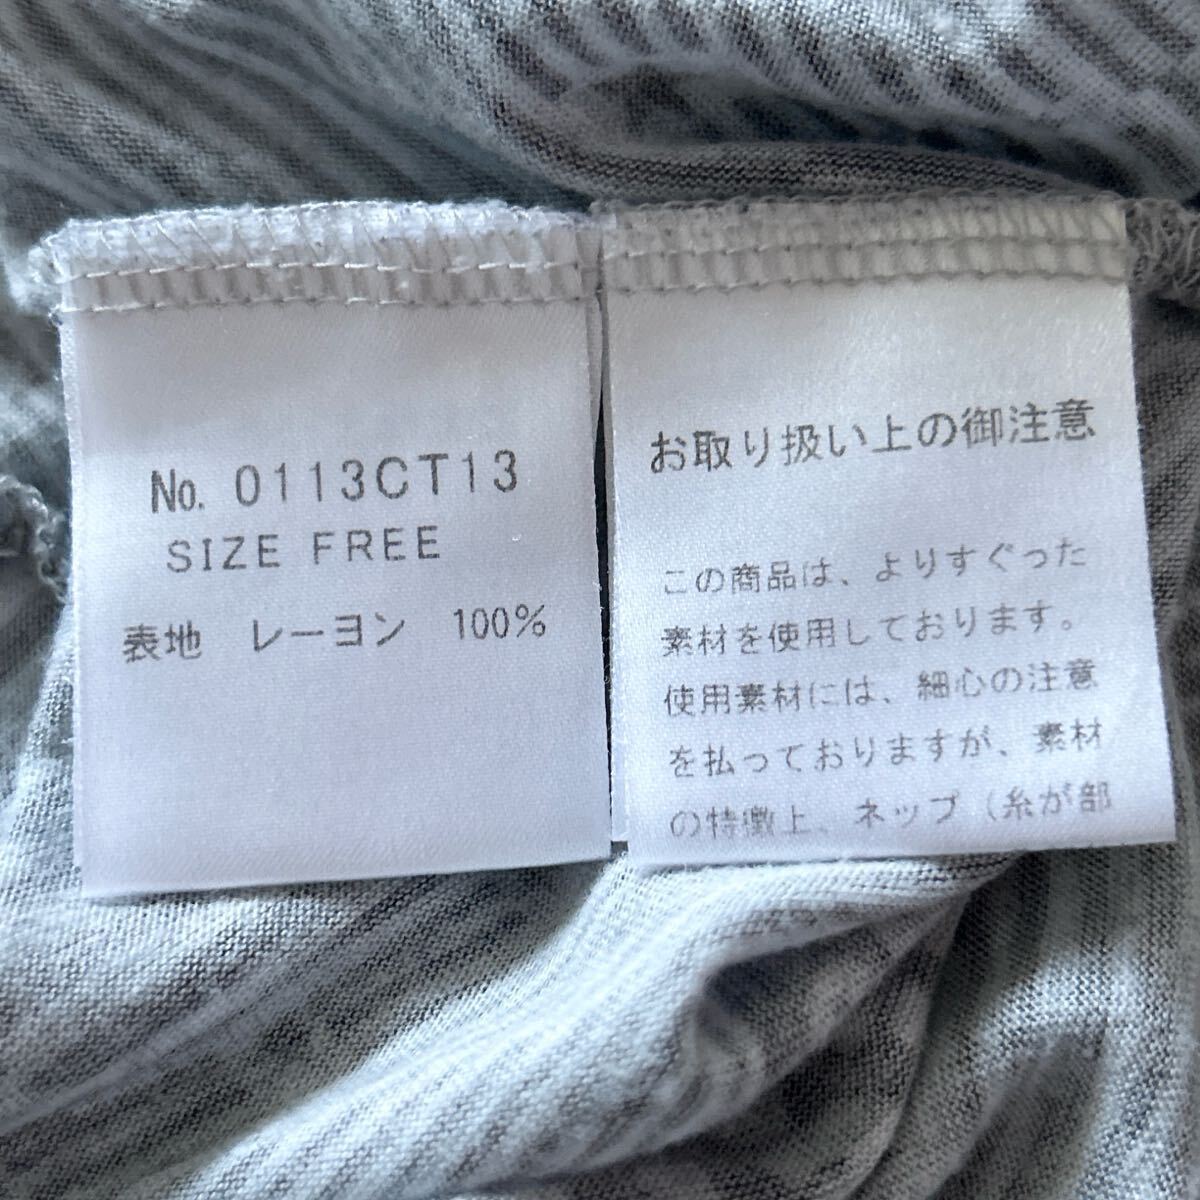 No. 0113CT13
SIZE FREE
表地　レーヨン　100%
お取り扱い上の御注意
この商品は、よりすぐった
素材を使用しております。
使用素材には、細心の注意
を払っておりますが、素材
の特徴上、ネップ（糸が部